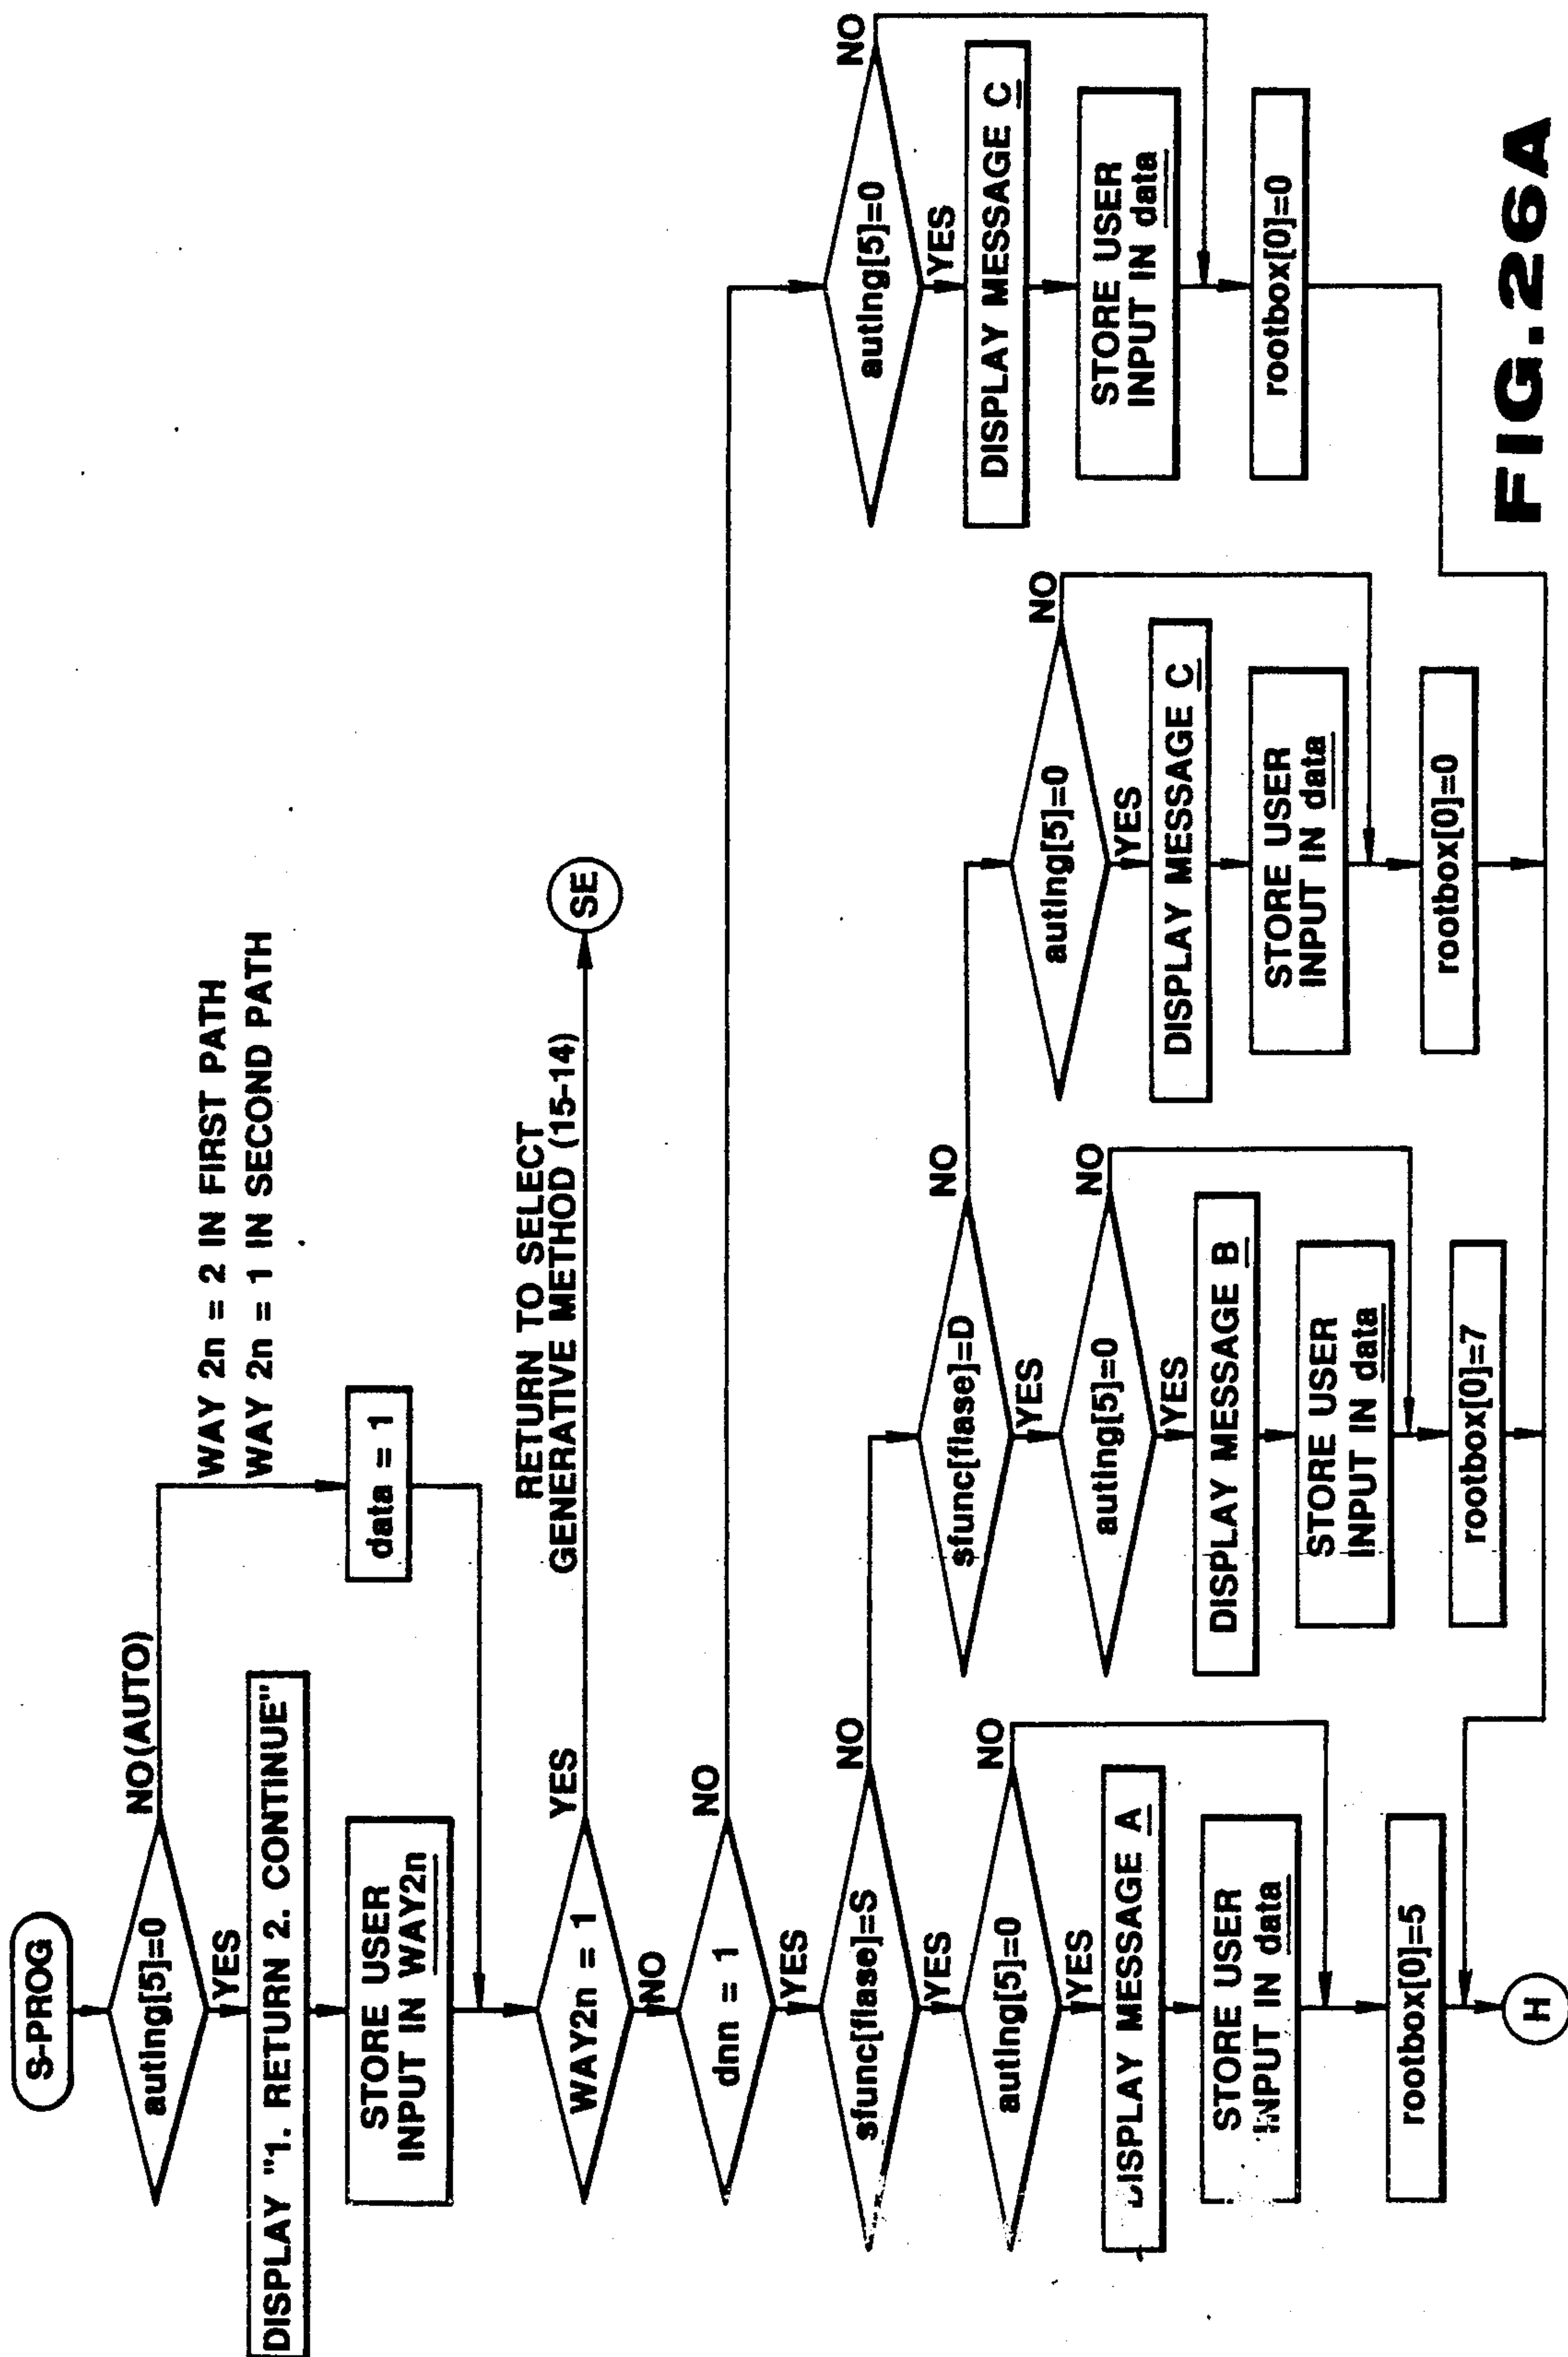 S-PROG
auting[5]=0
NO(AUTO)
YES
WAY 2n = 2 IN FIRST PATH
WAY 2n = 1 IN SECOND PATH
DISPLAY "1. RETURN 2. CONTINUE"
STORE USER
INPUT IN WAY2n
data = 1
WAY2n = 1
YES
RETURN TO SELECT
GENERATIVE METHOD (15-14)
SE
NO
dnn = 1
NO
YES
sfunc[flase]=S
NO
YES
auting[5]=0
NO
YES
DISPLAY MESSAGE A
STORE USER
INPUT IN data
rootbox[0]=5
H
sfunc[flase]=D
NO
YES
auting[5]=0
NO
YES
DISPLAY MESSAGE B
STORE USER
INPUT IN data
rootbox[0]=7
auting[5]=0
NO
YES
DISPLAY MESSAGE C
STORE USER
INPUT IN data
rootbox[0]=0
auting[5]=0
NO
YES
DISPLAY MESSAGE C
STORE USER
INPUT IN data
rootbox[0]=0
FIG.26A